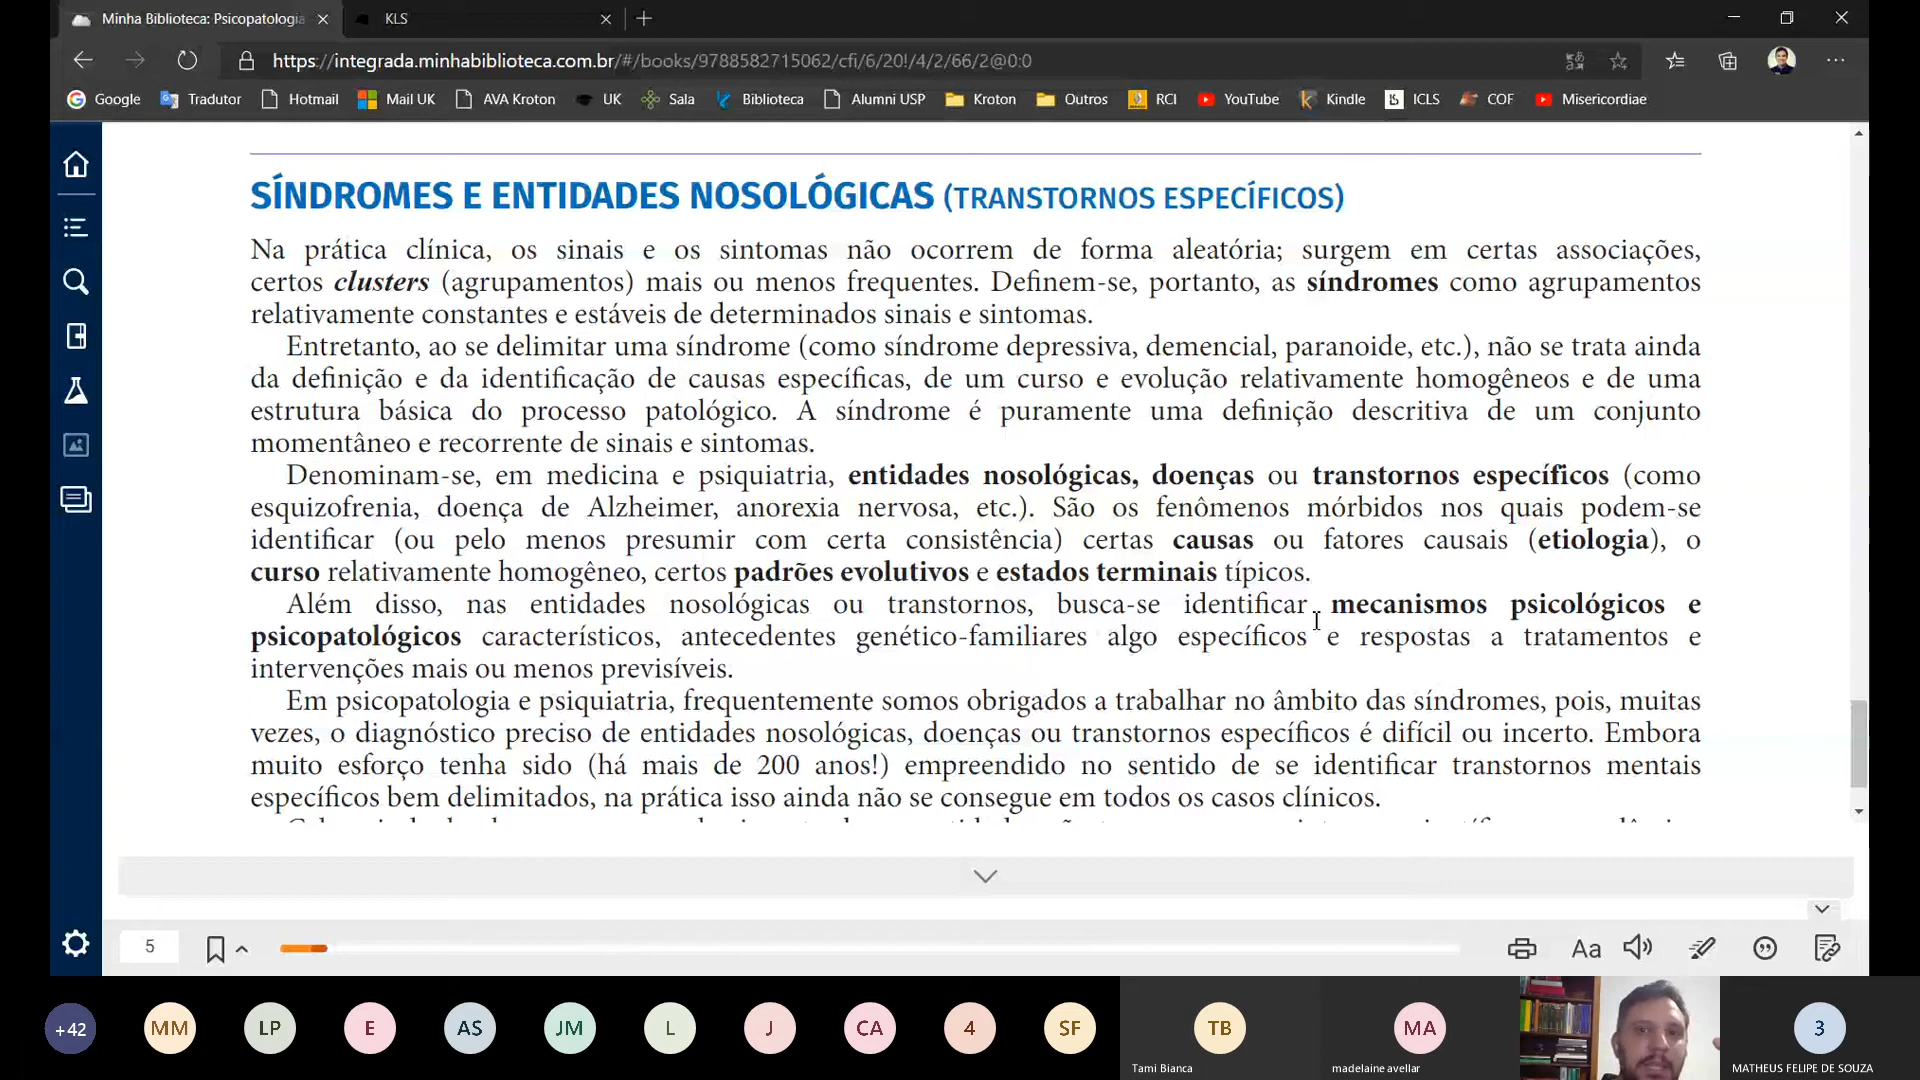 Minha Biblioteca: Psicopatologia
KLS
https://integrada.minhabiblioteca.com.br/#/books/9788582715062/cfi/6/20!/4/2/66/2@0:0
Google Tradutor Hotmail Mail UK AVA Kroton UK Sala Biblioteca Alumni USP Kroton Outros RCI YouTube Kindle ICLS COF Misericordiae
SÍNDROMES E ENTIDADES NOSOLÓGICAS (TRANSTORNOS ESPECÍFICOS)
Na prática clínica, os sinais e os sintomas não ocorrem de forma aleatória; surgem em certas associações,
certos clusters (agrupamentos) mais ou menos frequentes. Definem-se, portanto, as síndromes como agrupamentos
relativamente constantes e estáveis de determinados sinais e sintomas.
Entretanto, ao se delimitar uma síndrome (como síndrome depressiva, demencial, paranoide, etc.), não se trata ainda
da definição e da identificação de causas específicas, de um curso e evolução relativamente homogêneos e de uma
estrutura básica do processo patológico. A síndrome é puramente uma definição descritiva de um conjunto
momentâneo e recorrente de sinais e sintomas.
Denominam-se, em medicina e psiquiatria, entidades nosológicas, doenças ou transtornos específicos (como
esquizofrenia, doença de Alzheimer, anorexia nervosa, etc.). São os fenômenos mórbidos nos quais podem-se
identificar (ou pelo menos presumir com certa consistência) certas causas ou fatores causais (etiologia), o
curso relativamente homogêneo, certos padrões evolutivos e estados terminais típicos.
Além disso, nas entidades nosológicas ou transtornos, busca-se identificar mecanismos psicológicos e
psicopatológicos característicos, antecedentes genético-familiares algo específicos e respostas a tratamentos e
intervenções mais ou menos previsíveis.
Em psicopatologia e psiquiatria, frequentemente somos obrigados a trabalhar no âmbito das síndromes, pois, muitas
vezes, o diagnóstico preciso de entidades nosológicas, doenças ou transtornos específicos é difícil ou incerto. Embora
muito esforço tenha sido (há mais de 200 anos!) empreendido no sentido de se identificar transtornos mentais
específicos bem delimitados, na prática isso ainda não se consegue em todos os casos clínicos.
5
Aa
+42 MM LP E AS JM L J CA 4 SF TB MA 3
Tami Bianca madelaine avellar MATHEUS FELIPE DE SOUZA